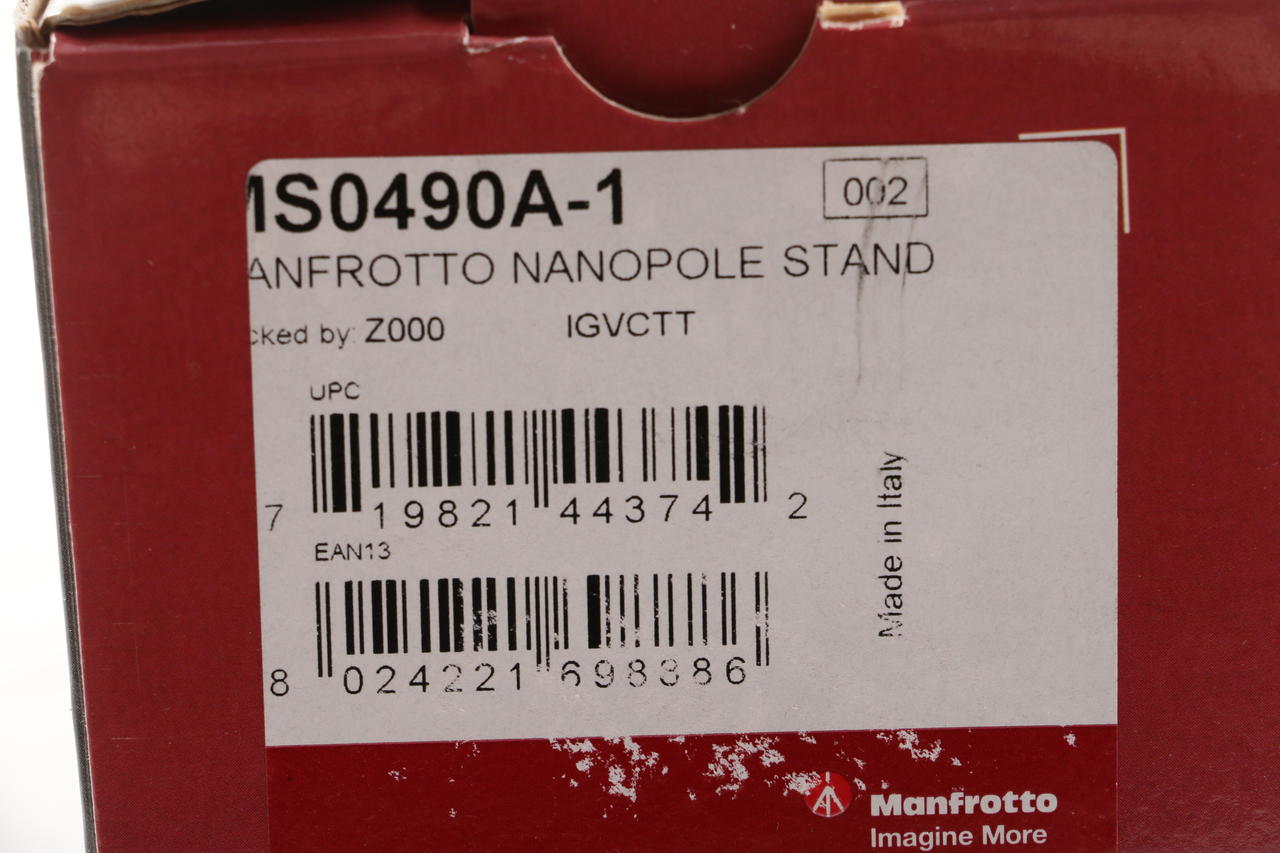 MS0490A-1
002
ANFROTTO NANOPOLE STAND
cked by: Z000 IGVCTT
UPC
7 19821 44374 2
EAN13
8 024221 698386
Made in Italy
Manfrotto
Imagine More